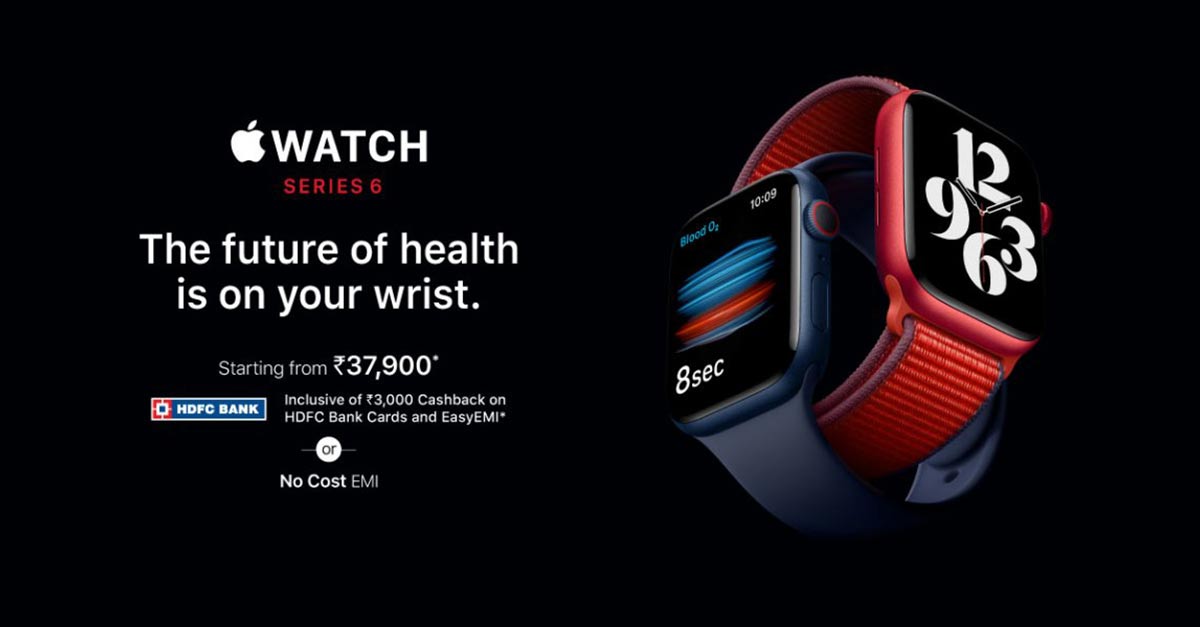 WATCH
SERIES 6
The future of health
is on your wrist.
Starting from ₹37,900*
HDFC BANK
Inclusive of ₹3,000 Cashback on
HDFC Bank Cards and EasyEMI*
or
No Cost EMI
10:09
Blood O₂
8sec
12
9
3
6